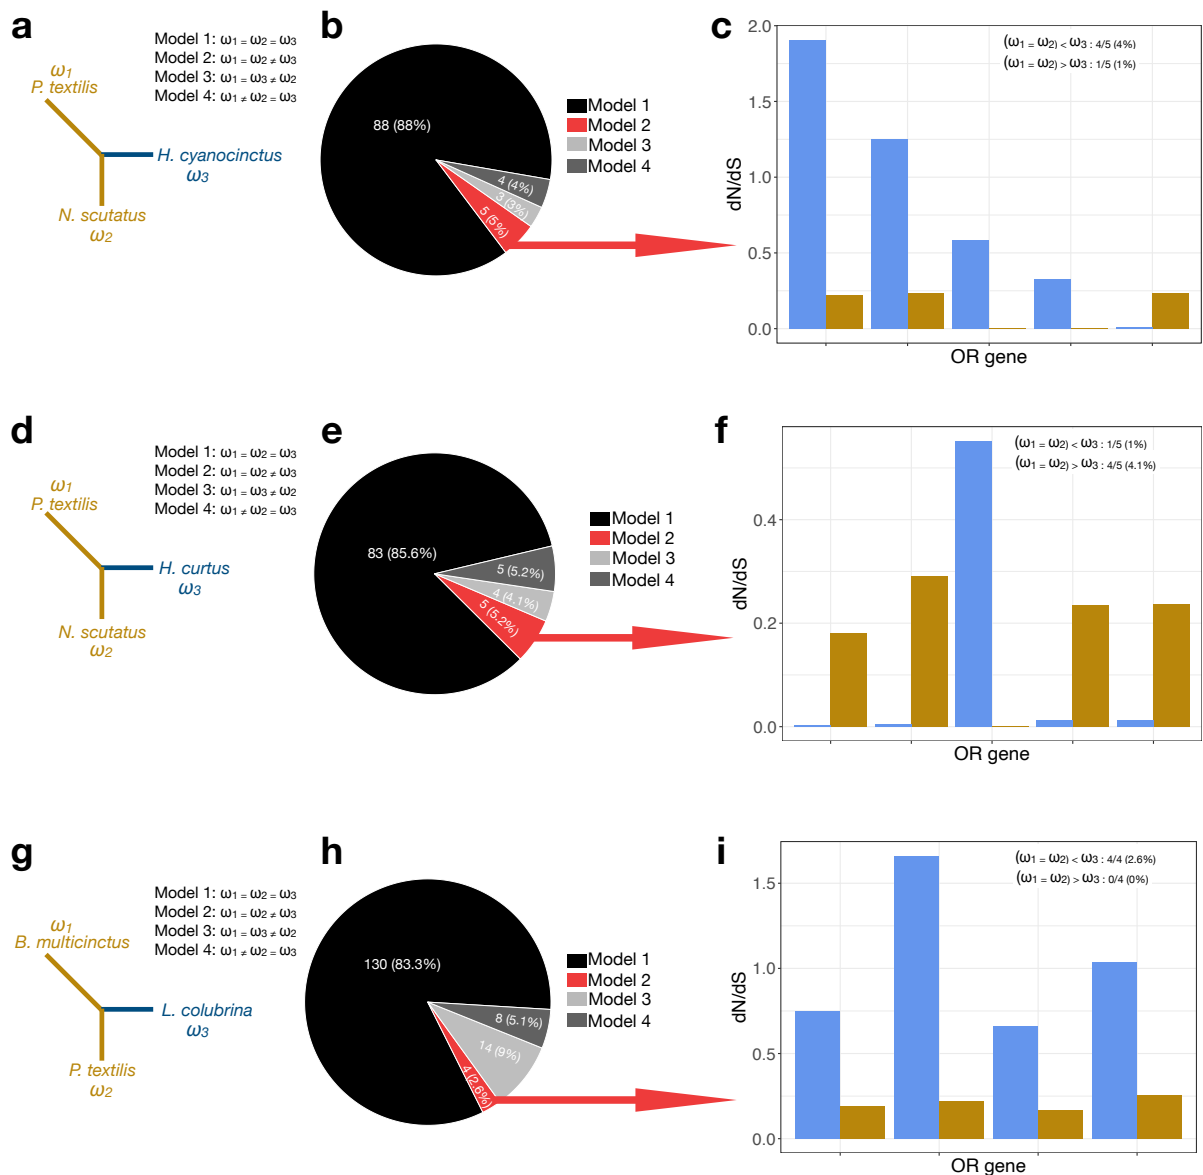 a
Model 1: ω1 = ω2 = ω3
Model 2: ω1 = ω2 ≠ ω3
Model 3: ω1 = ω3 ≠ ω2
Model 4: ω1 ≠ ω2 = ω3
ω1
P. textilis
H. cyanocinctus
ω3
N. scutatus
ω2
b
88 (88%)
4 (4%)
3 (3%)
5 (5%)
Model 1
Model 2
Model 3
Model 4
c
(ω1 = ω2) < ω3 : 4/5 (4%)
(ω1 = ω2) > ω3 : 1/5 (1%)
2.0
1.5
1.0
0.5
0.0
dN/dS
OR gene
d
Model 1: ω1 = ω2 = ω3
Model 2: ω1 = ω2 ≠ ω3
Model 3: ω1 = ω3 ≠ ω2
Model 4: ω1 ≠ ω2 = ω3
ω1
P. textilis
H. curtus
ω3
N. scutatus
ω2
e
83 (85.6%)
5 (5.2%)
4 (4.1%)
5 (5.2%)
Model 1
Model 2
Model 3
Model 4
f
(ω1 = ω2) < ω3 : 1/5 (1%)
(ω1 = ω2) > ω3 : 4/5 (4.1%)
0.4
0.2
0.0
dN/dS
OR gene
g
Model 1: ω1 = ω2 = ω3
Model 2: ω1 = ω2 ≠ ω3
Model 3: ω1 = ω3 ≠ ω2
Model 4: ω1 ≠ ω2 = ω3
ω1
B. multicinctus
L. colubrina
ω3
P. textilis
ω2
h
130 (83.3%)
8 (5.1%)
14 (9%)
4 (2.6%)
Model 1
Model 2
Model 3
Model 4
i
(ω1 = ω2) < ω3 : 4/4 (2.6%)
(ω1 = ω2) > ω3 : 0/4 (0%)
1.5
1.0
0.5
0.0
dN/dS
OR gene